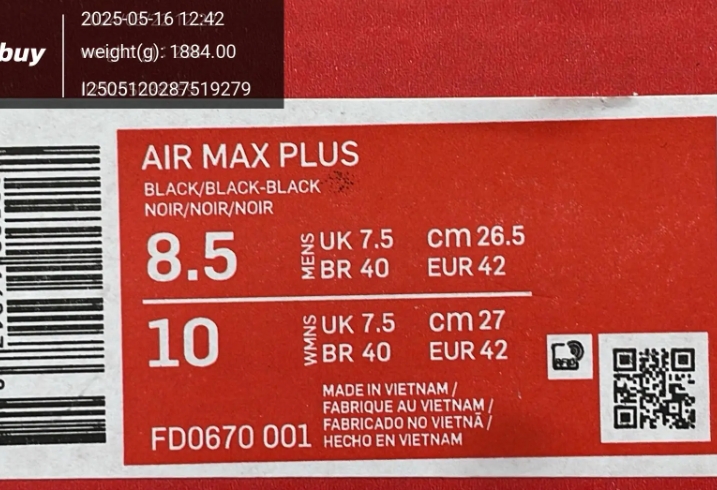 2025-05-16 12:42
buy
weight(g): 1884.00
I2505120287519279
AIR MAX PLUS
BLACK/BLACK-BLACK
NOIR/NOIR/NOIR
8.5 MENS UK 7.5 cm 26.5
BR 40 EUR 42
10 WMNS UK 7.5 cm 27
BR 40 EUR 42
MADE IN VIETNAM /
FABRIQUE AU VIETNAM /
FABRICADO NO VIETNÃ /
FD0670 001 HECHO EN VIETNAM